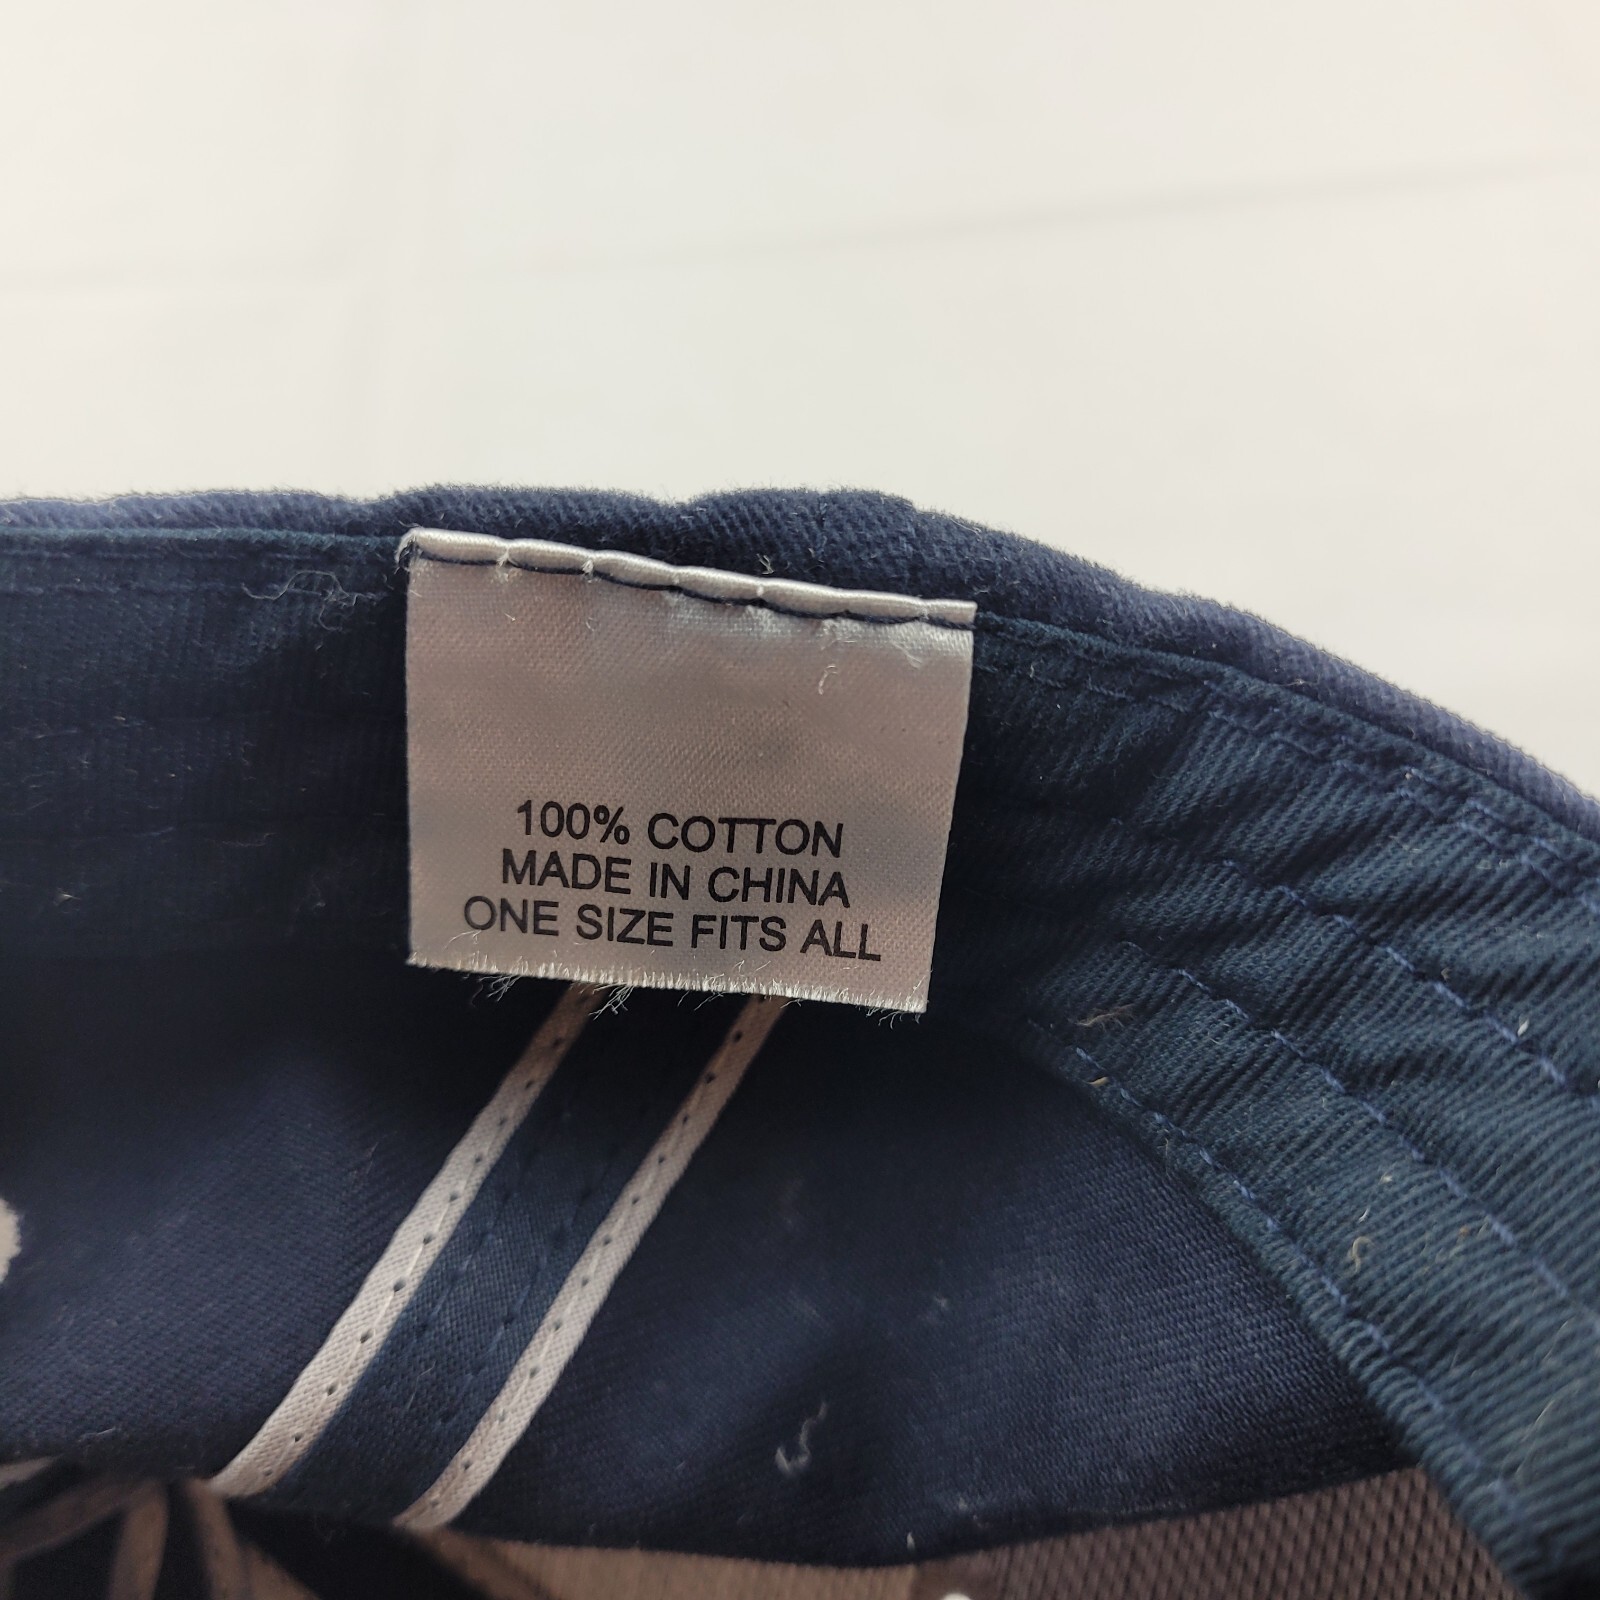 100% COTTON
MADE IN CHINA
ONE SIZE FITS ALL